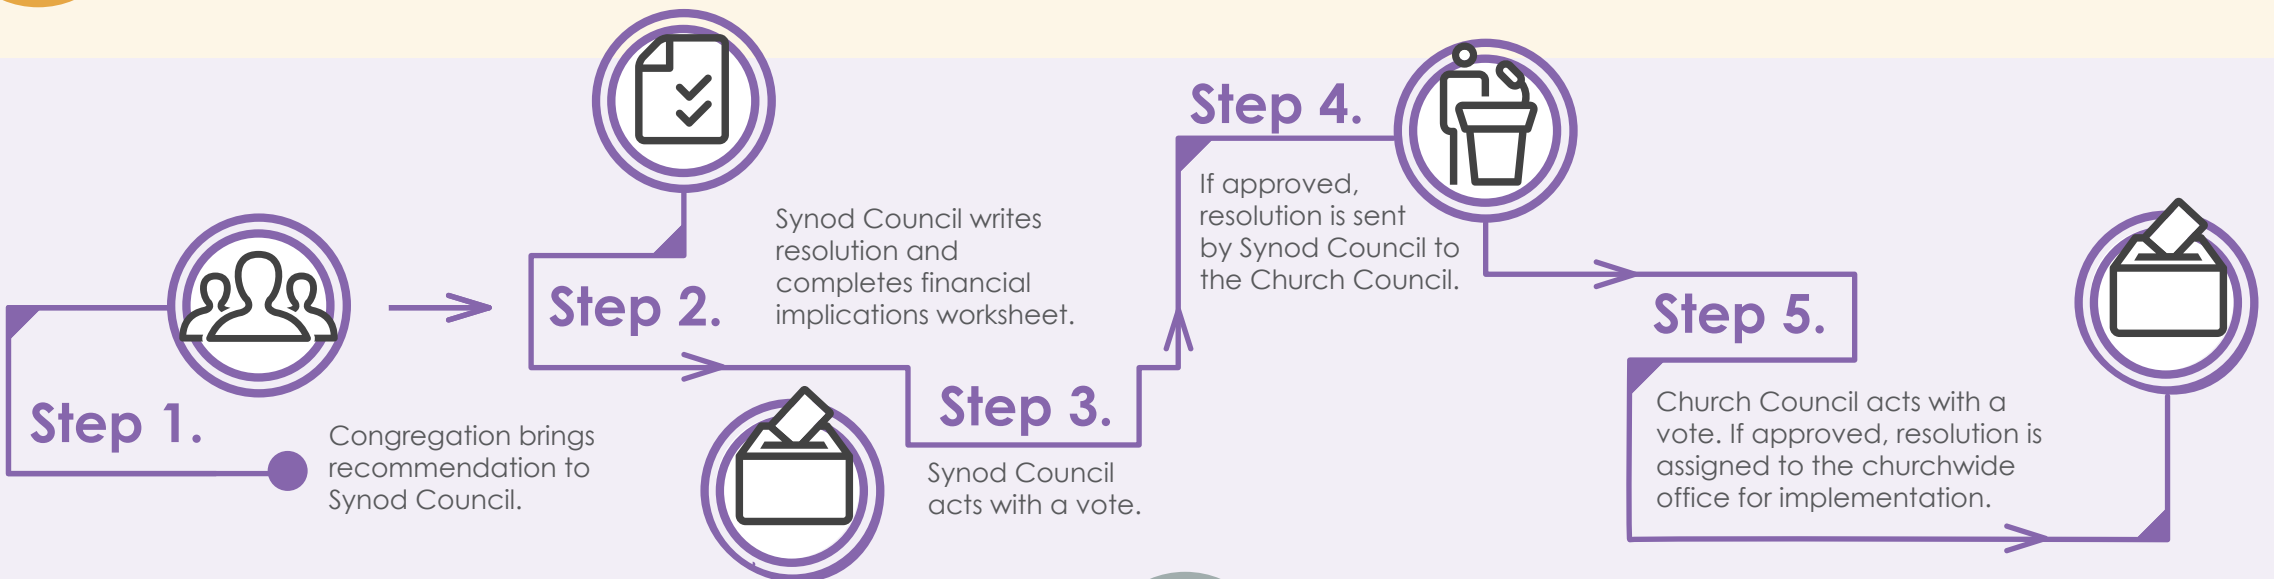 Step 1.
Congregation brings
recommendation to
Synod Council.
Step 2.
Synod Council writes
resolution and
completes financial
implications worksheet.
Step 3.
Synod Council
acts with a vote.
Step 4.
If approved,
resolution is sent
by Synod Council to
the Church Council.
Step 5.
Church Council acts with a
vote. If approved, resolution is
assigned to the churchwide
office for implementation.